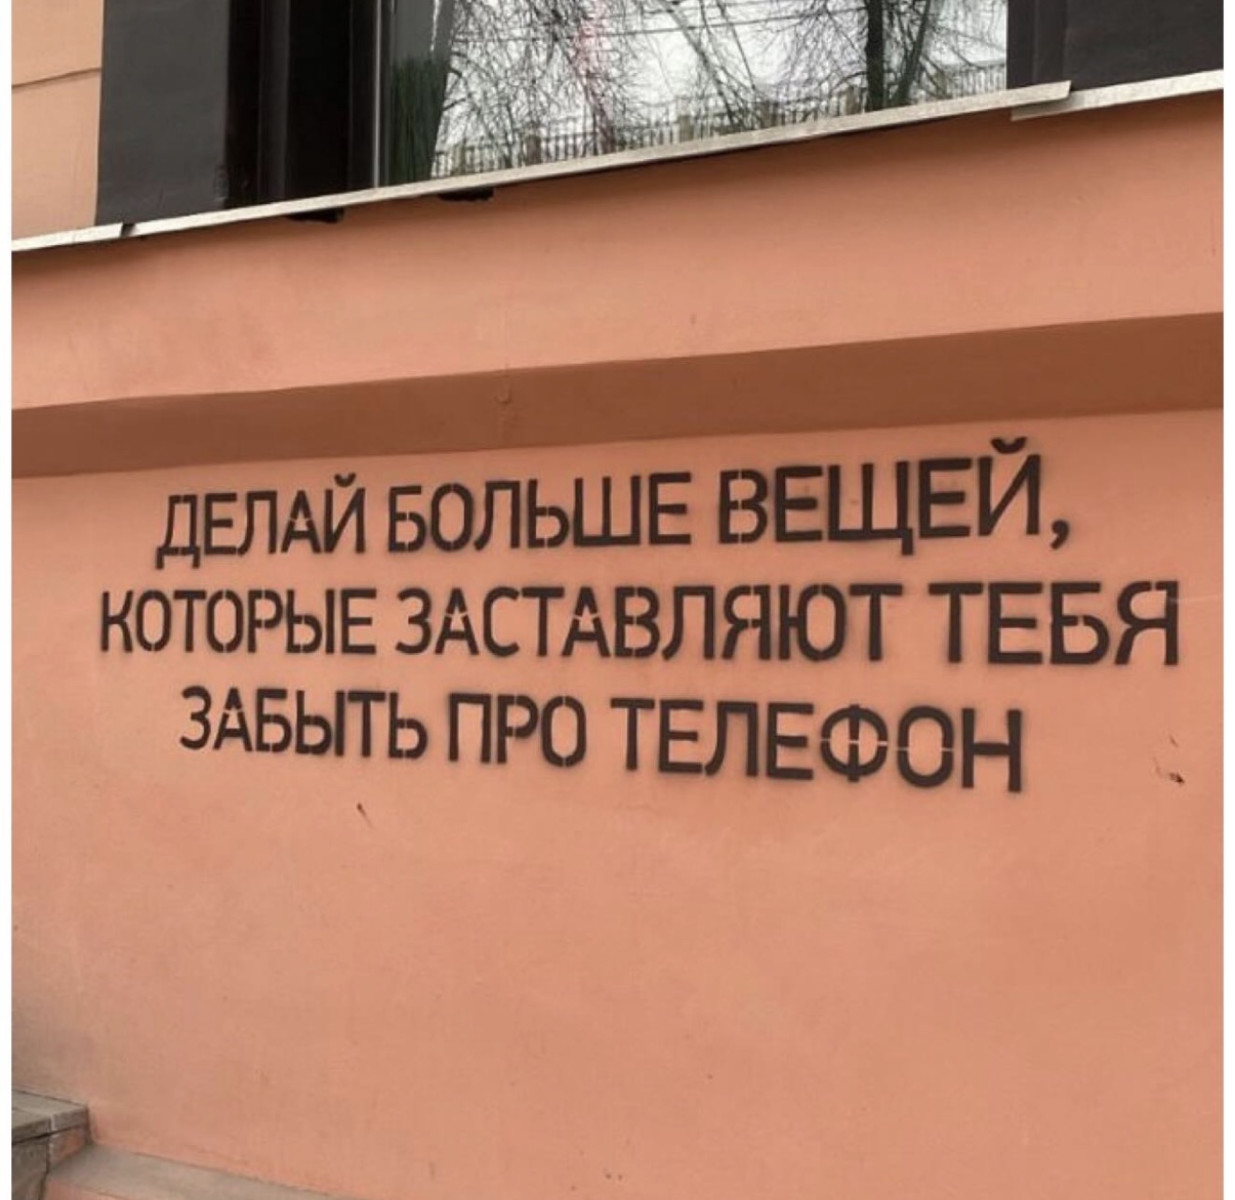 ДЕЛАЙ БОЛЬШЕ ВЕЩЕЙ,
КОТОРЫЕ ЗАСТАВЛЯЮТ ТЕБЯ
ЗАБЫТЬ ПРО ТЕЛЕФОН